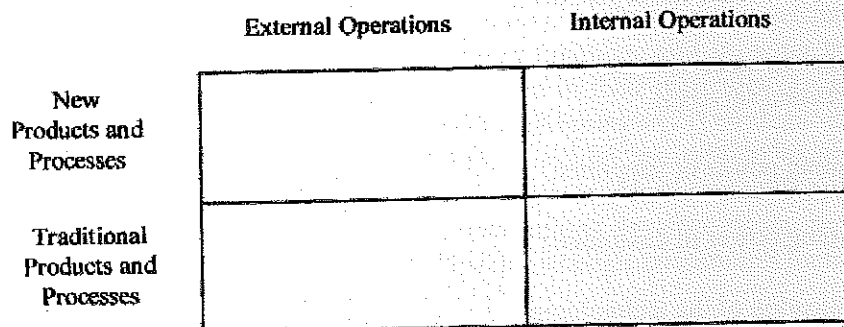 External Operations Internal Operations
New
Products and
Processes
Traditional
Products and
Processes